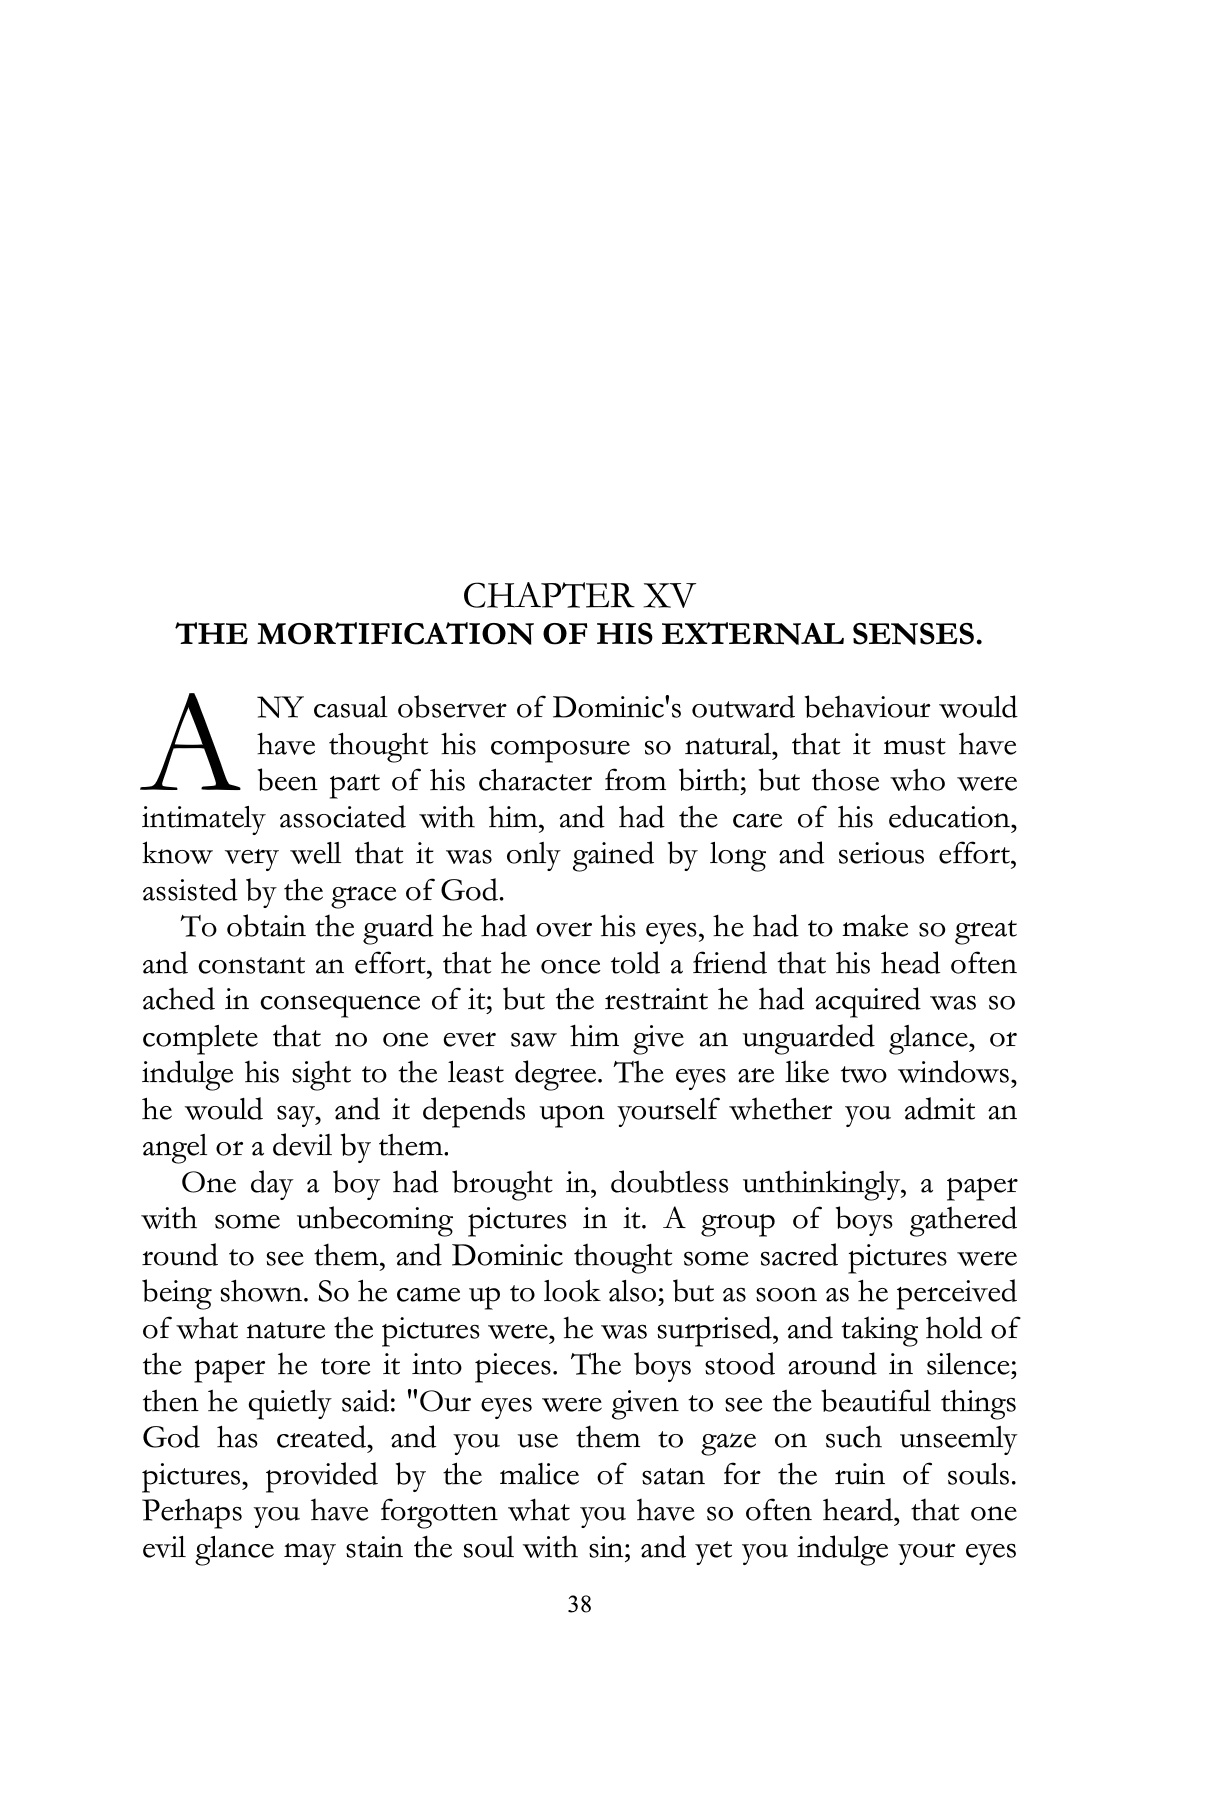 CHAPTER XV
THE MORTIFICATION OF HIS EXTERNAL SENSES.
ANY casual observer of Dominic's outward behaviour would
have thought his composure so natural, that it must have
been part of his character from birth; but those who were
intimately associated with him, and had the care of his education,
know very well that it was only gained by long and serious effort,
assisted by the grace of God.
To obtain the guard he had over his eyes, he had to make so great
and constant an effort, that he once told a friend that his head often
ached in consequence of it; but the restraint he had acquired was so
complete that no one ever saw him give an unguarded glance, or
indulge his sight to the least degree. The eyes are like two windows,
he would say, and it depends upon yourself whether you admit an
angel or a devil by them.
One day a boy had brought in, doubtless unthinkingly, a paper
with some unbecoming pictures in it. A group of boys gathered
round to see them, and Dominic thought some sacred pictures were
being shown. So he came up to look also; but as soon as he perceived
of what nature the pictures were, he was surprised, and taking hold of
the paper he tore it into pieces. The boys stood around in silence;
then he quietly said: "Our eyes were given to see the beautiful things
God has created, and you use them to gaze on such unseemly
pictures, provided by the malice of satan for the ruin of souls.
Perhaps you have forgotten what you have so often heard, that one
evil glance may stain the soul with sin; and yet you indulge your eyes
38